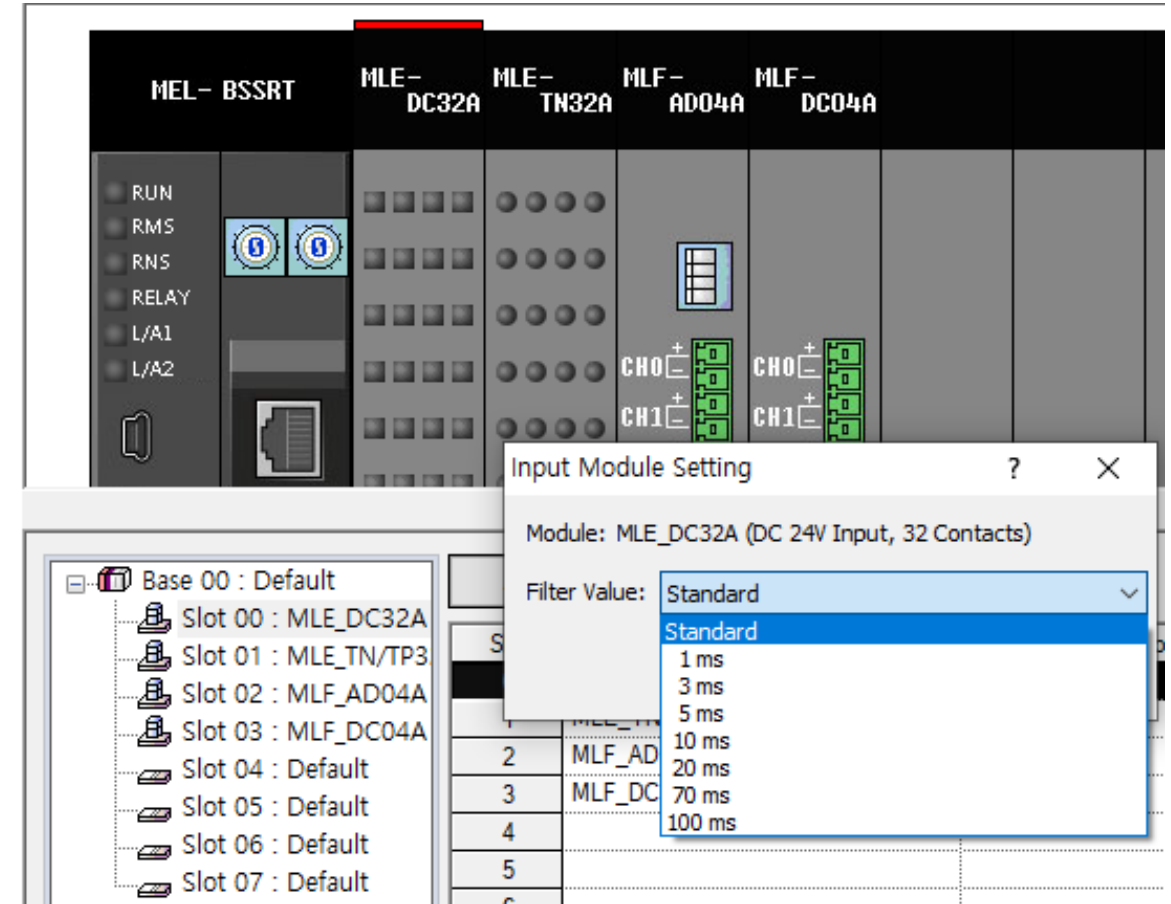 MEL- BSSRT
MLE-
DC32A
MLE-
TN32A
MLF-
AD04A
MLF-
DC04A
RUN
RMS
RNS
RELAY
L/A1
L/A2
0 0
CH0 + -
CH1 + -
CH0 + -
CH1 + -
Input Module Setting ? ×
Module: MLE_DC32A (DC 24V Input, 32 Contacts)
Filter Value: Standard
Standard
1 ms
3 ms
5 ms
10 ms
20 ms
70 ms
100 ms
Base 00 : Default
Slot 00 : MLE_DC32A
Slot 01 : MLE_TN/TP3
Slot 02 : MLF_AD04A
Slot 03 : MLF_DC04A
Slot 04 : Default
Slot 05 : Default
Slot 06 : Default
Slot 07 : Default
S
2 MLF_AD
3 MLF_DC
4
5